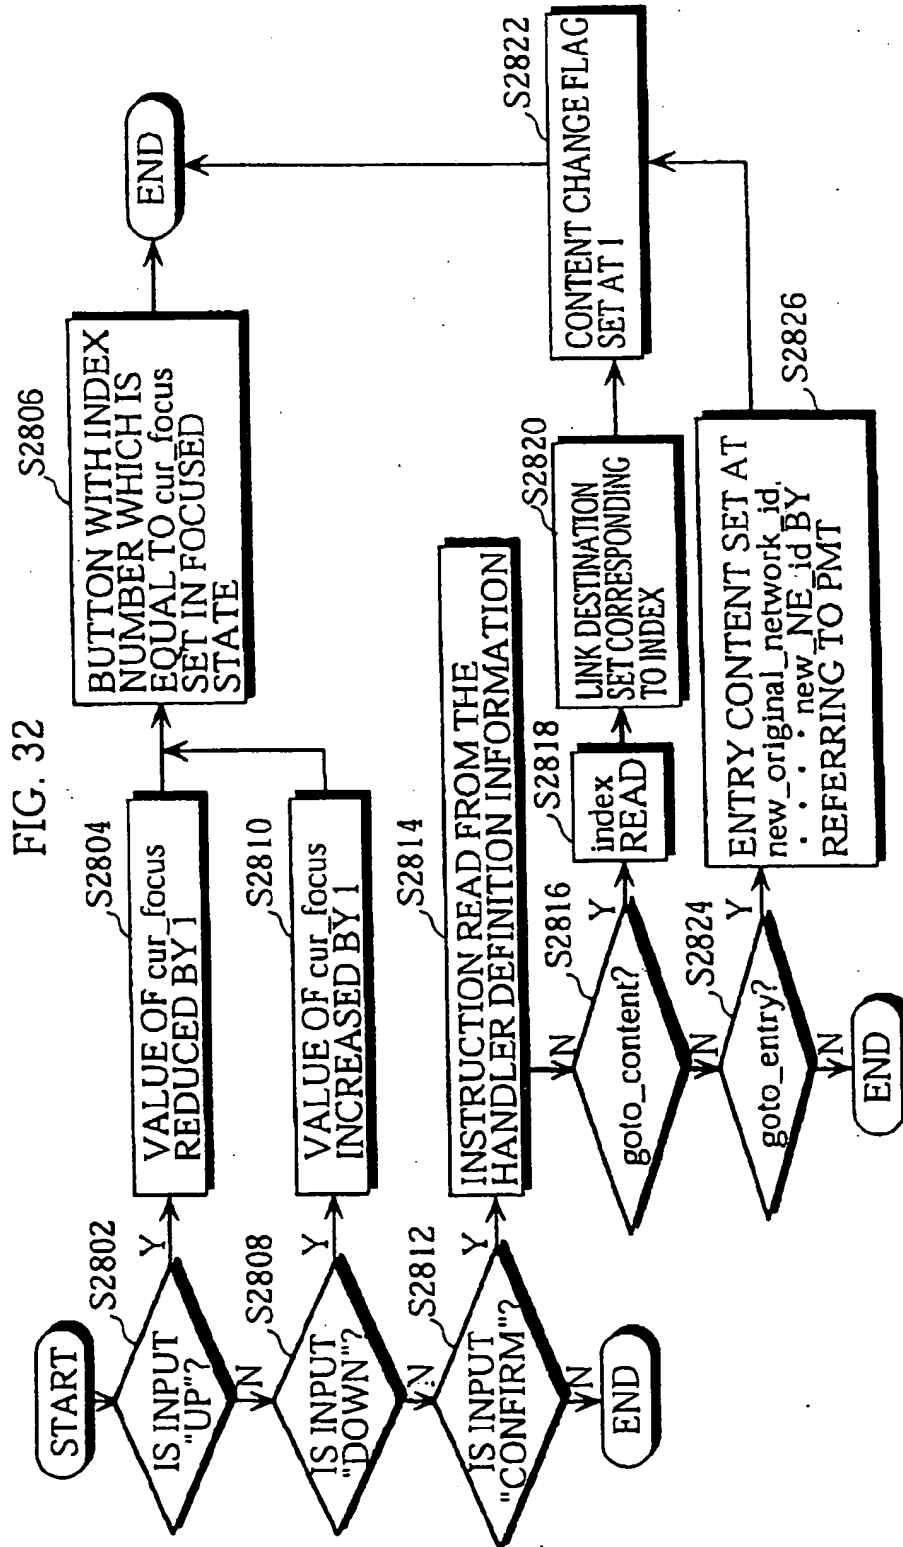 FIG. 32
START
IS INPUT
"UP"?
S2802
Y
N
VALUE OF cur_focus
REDUCED BY 1
S2804
BUTTON WITH INDEX
NUMBER WHICH IS
EQUAL TO cur_focus
SET IN FOCUSED
STATE
S2806
END
IS INPUT
"DOWN"?
S2808
Y
N
VALUE OF cur_focus
INCREASED BY 1
S2810
IS INPUT
"CONFIRM"?
S2812
Y
N
END
INSTRUCTION READ FROM THE
HANDLER DEFINITION INFORMATION
S2814
N
goto_content?
S2816
Y
N
index
READ
S2818
LINK DESTINATION
SET CORRESPONDING
TO INDEX
S2820
CONTENT CHANGE FLAG
SET AT 1
S2822
goto_entry?
S2824
Y
N
END
ENTRY CONTENT SET AT
new_original_network_id,
· · · · new_NE_id BY
REFERRING TO PMT
S2826